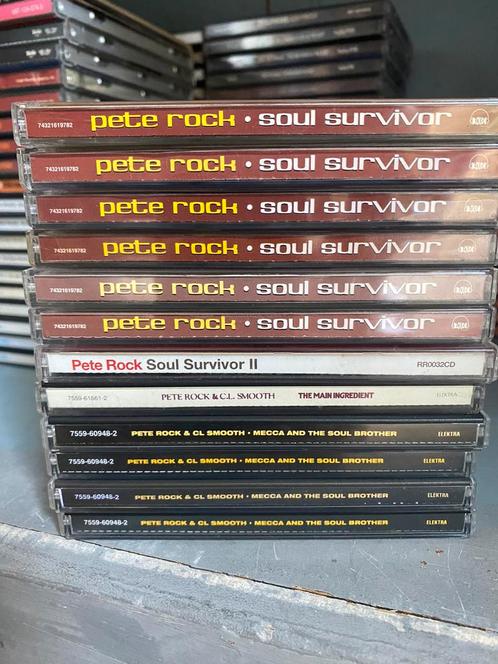 74321619782 pete rock • soul survivor
74321619782 pete rock • soul survivor
74321619782 pete rock • soul survivor
74321619782 pete rock • soul survivor
74321619782 pete rock • soul survivor
74321619782 pete rock • soul survivor
Pete Rock Soul Survivor II RR0032CD
7559-61661-2 PETE ROCK & C.L. SMOOTH THE MAIN INGREDIENT
7559-60948-2 PETE ROCK & CL SMOOTH • MECCA AND THE SOUL BROTHER ELEKTRA
7559-60948-2 PETE ROCK & CL SMOOTH • MECCA AND THE SOUL BROTHER ELEKTRA
7559-60948-2 PETE ROCK & CL SMOOTH • MECCA AND THE SOUL BROTHER ELEKTRA
7559-60948-2 PETE ROCK & CL SMOOTH • MECCA AND THE SOUL BROTHER ELEKTRA